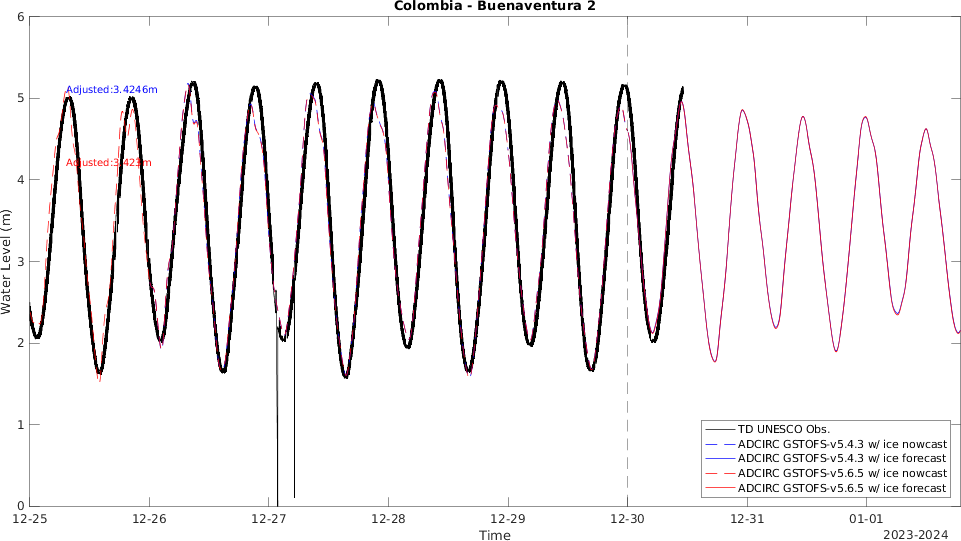 Colombia - Buenaventura 2
6
5
4
3
2
1
0
Water Level (m)
Adjusted:3.4246m
Adjusted:3.423m
TD UNESCO Obs.
ADCIRC GSTOFS-v5.4.3 w/ ice nowcast
ADCIRC GSTOFS-v5.4.3 w/ ice forecast
ADCIRC GSTOFS-v5.6.5 w/ ice nowcast
ADCIRC GSTOFS-v5.6.5 w/ ice forecast
12-25 12-26 12-27 12-28 12-29 12-30 12-31 01-01
Time
2023-2024